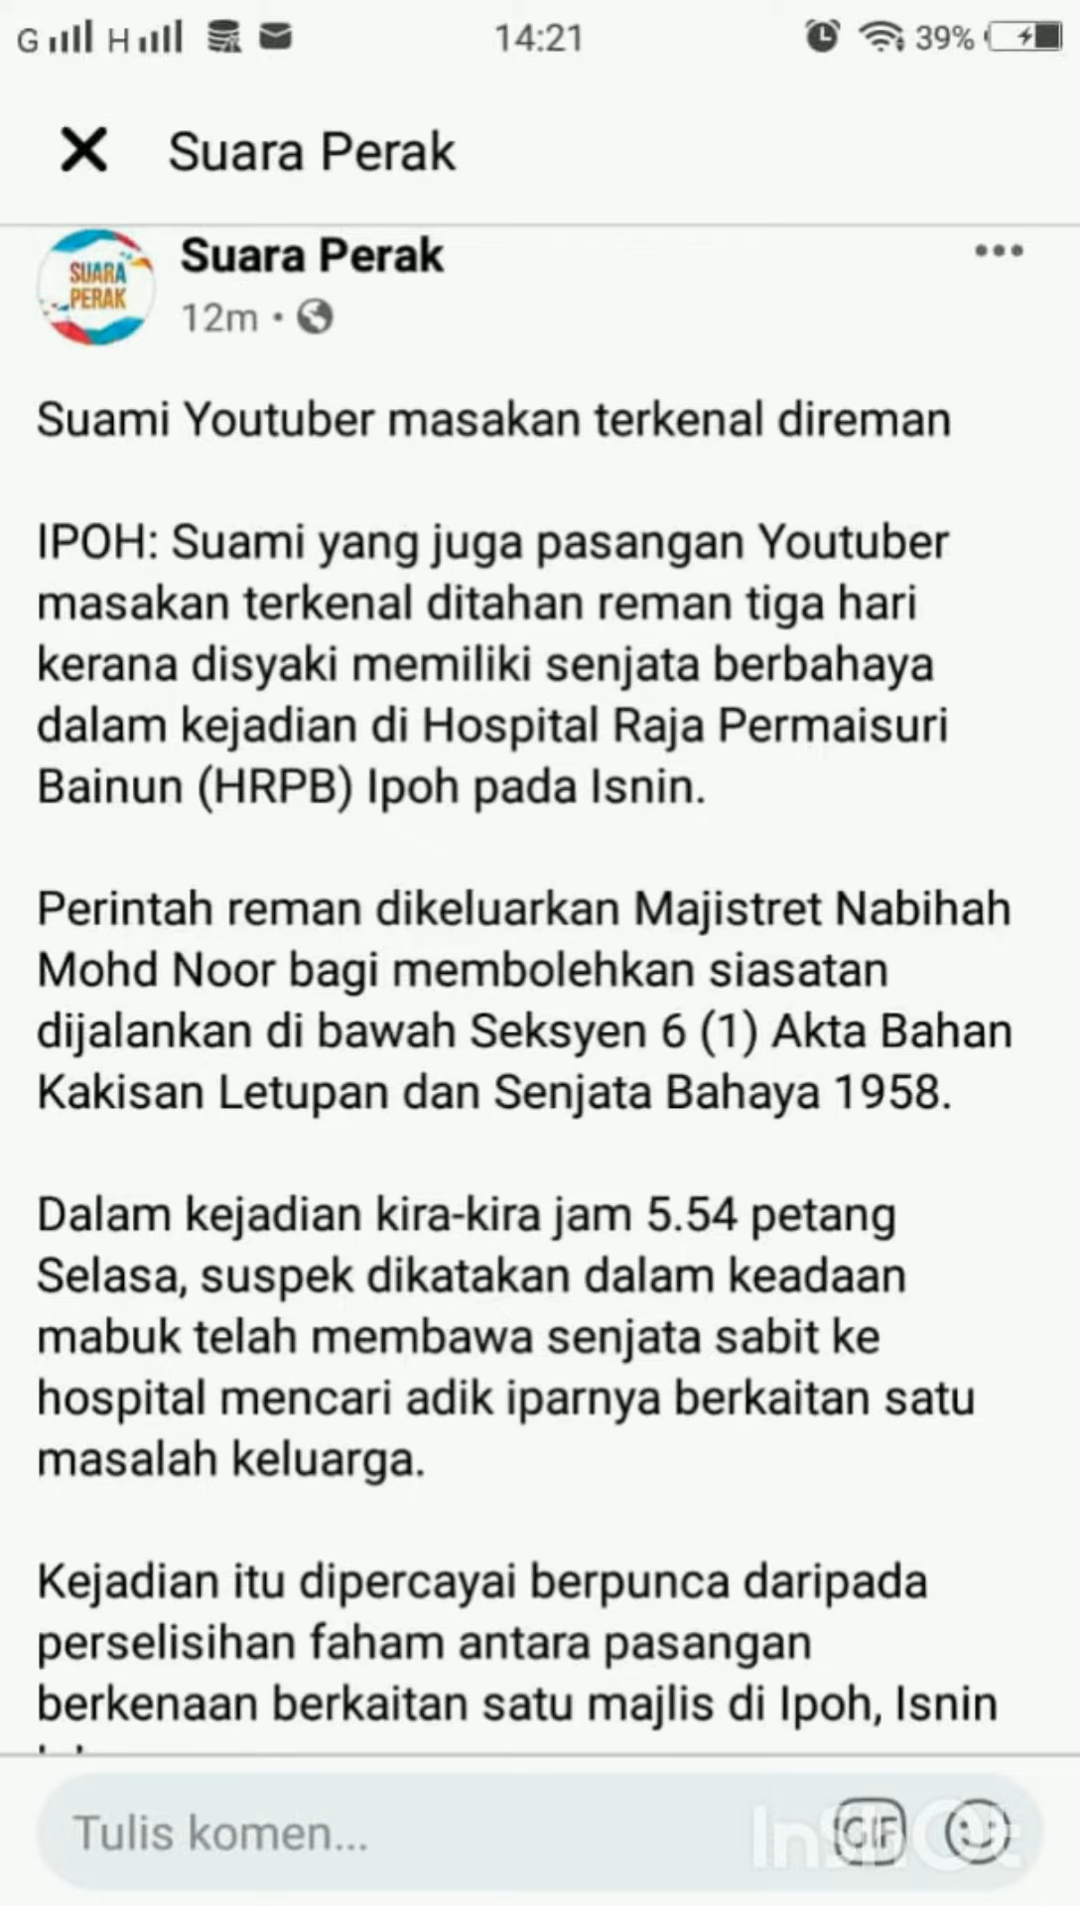 G H 14:21 39%
Suara Perak
SUARA
PERAK
Suara Perak
12m
Suami Youtuber masakan terkenal direman
IPOH: Suami yang juga pasangan Youtuber
masakan terkenal ditahan reman tiga hari
kerana disyaki memiliki senjata berbahaya
dalam kejadian di Hospital Raja Permaisuri
Bainun (HRPB) Ipoh pada Isnin.
Perintah reman dikeluarkan Majistret Nabihah
Mohd Noor bagi membolehkan siasatan
dijalankan di bawah Seksyen 6 (1) Akta Bahan
Kakisan Letupan dan Senjata Bahaya 1958.
Dalam kejadian kira-kira jam 5.54 petang
Selasa, suspek dikatakan dalam keadaan
mabuk telah membawa senjata sabit ke
hospital mencari adik iparnya berkaitan satu
masalah keluarga.
Kejadian itu dipercayai berpunca daripada
perselisihan faham antara pasangan
berkenaan berkaitan satu majlis di Ipoh, Isnin
Tulis komen... GIF
InShOt